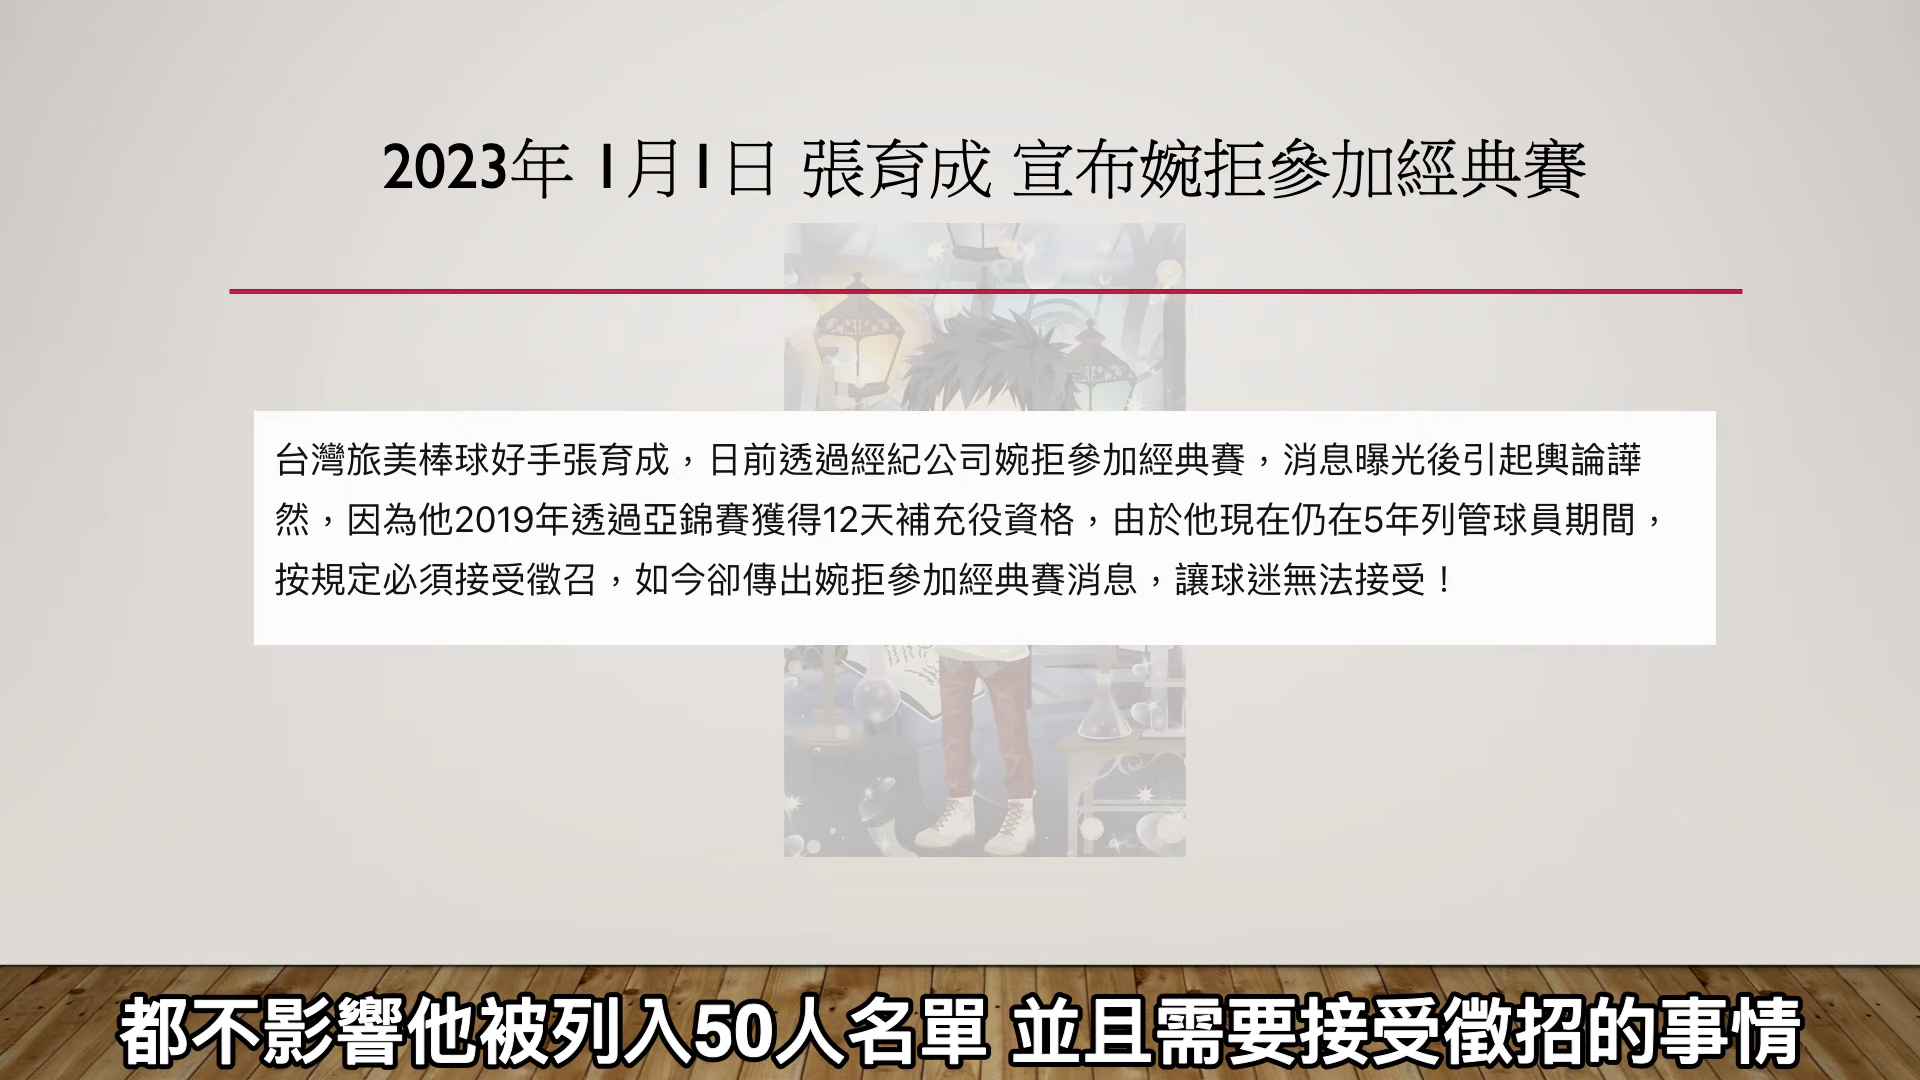 2023年 1月1日 張育成 宣布婉拒參加經典賽
台灣旅美棒球好手張育成，日前透過經紀公司婉拒參加經典賽，消息曝光後引起輿論譁
然，因為他2019年透過亞錦賽獲得12天補充役資格，由於他現在仍在5年列管球員期間，
按規定必須接受徵召，如今卻傳出婉拒參加經典賽消息，讓球迷無法接受！
都不影響他被列入50人名單 並且需要接受徵招的事情